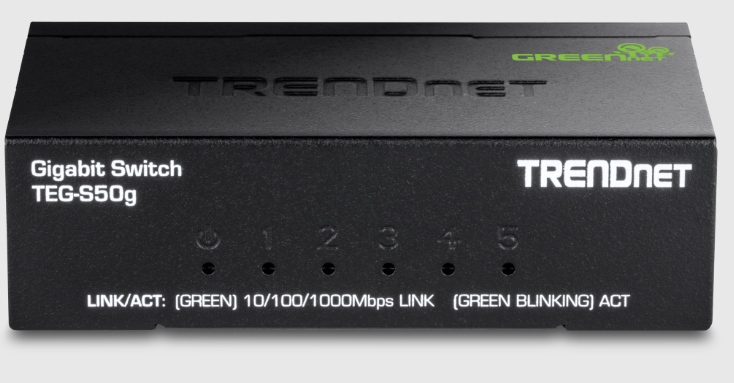 GREENnet
TRENDnet
Gigabit Switch
TEG-S50g
TRENDnet
1 2 3 4 5
LINK/ACT: (GREEN) 10/100/1000Mbps LINK (GREEN BLINKING) ACT